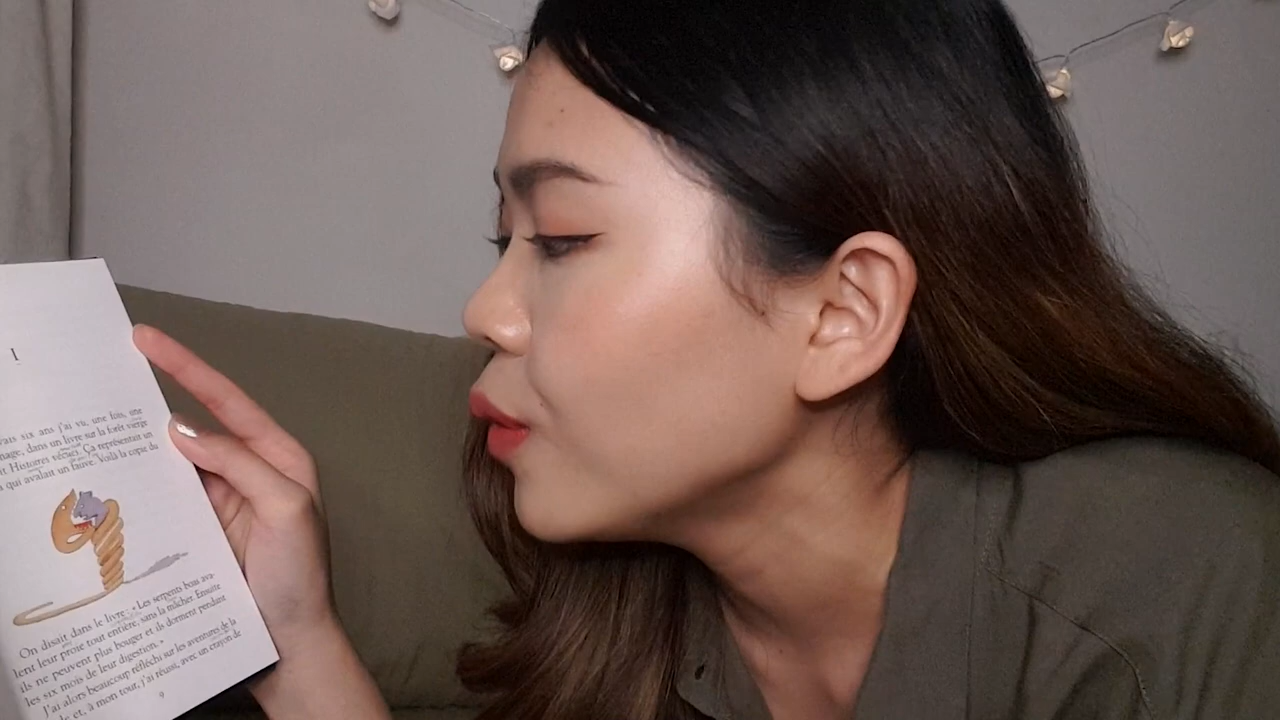 I
vais six ans j'ai vu, une fois, une
mage, dans un livre sur la forêt vierge
it Histoires vécues. Ça représentait un
a qui avalait un fauve. Voilà la copie du
On disait dans le livre : « Les serpents boas ava-
lent leur proie tout entière, sans la mâcher. Ensuite
ils ne peuvent plus bouger et ils dorment pendant
les six mois de leur digestion. »
J'ai alors beaucoup réfléchi sur les aventures de la
de et, à mon tour, j'ai réussi, avec un crayon de
9